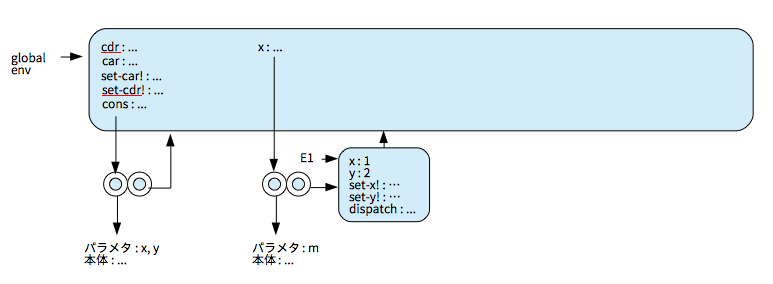 global
env
cdr : ...
car : ...
set-car! : ...
set-cdr! : ...
cons : ...
x : ...
E1
x : 1
y : 2
set-x! : …
set-y! : …
dispatch : ...
パラメタ : x, y
本体 : ...
パラメタ : m
本体 : ...